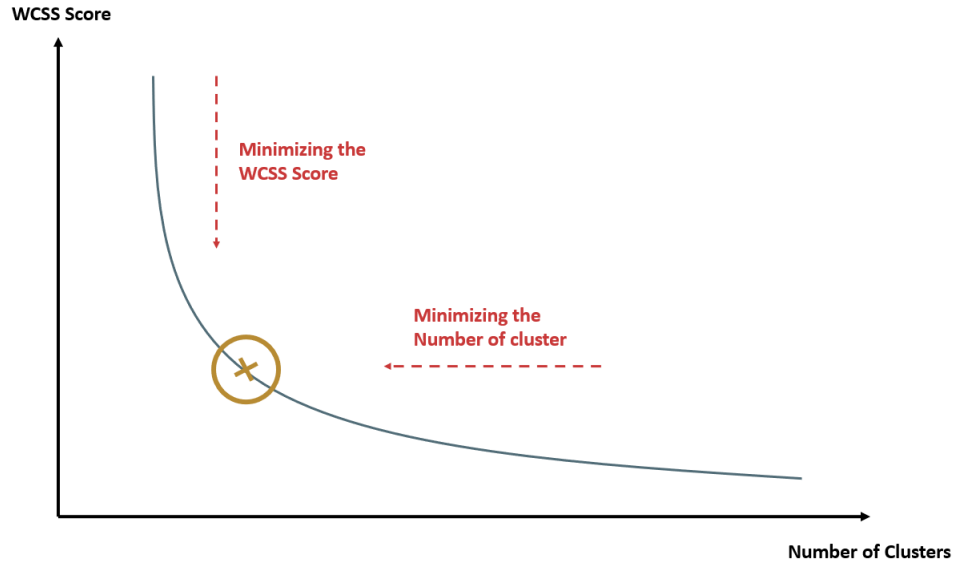 WCSS Score
Minimizing the
WCSS Score
Minimizing the
Number of cluster
Number of Clusters